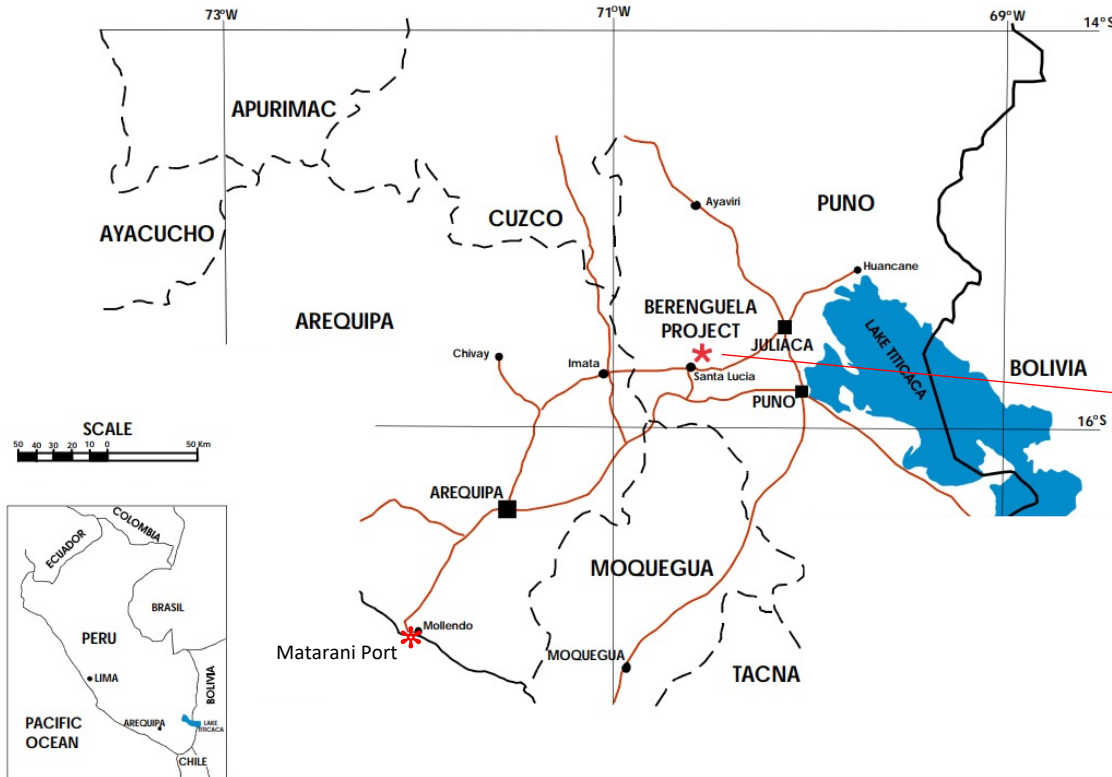 73°W
71°W
69°W
14°S
APURIMAC
AYACUCHO
CUZCO
Ayaviri
PUNO
Huancane
AREQUIPA
BERENGUELA
PROJECT
JULIACA
LAKE TITICACA
BOLIVIA
Chivay
Imata
Santa Lucia
PUNO
16°S
SCALE
50 40 30 20 10 0 50 Km
AREQUIPA
MOQUEGUA
Mollendo
Matarani Port
MOQUEGUA
TACNA
COLOMBIA
ECUADOR
BRASIL
PERU
LIMA
BOLIVIA
AREQUIPA
LAKE
TITICACA
PACIFIC
OCEAN
CHILE